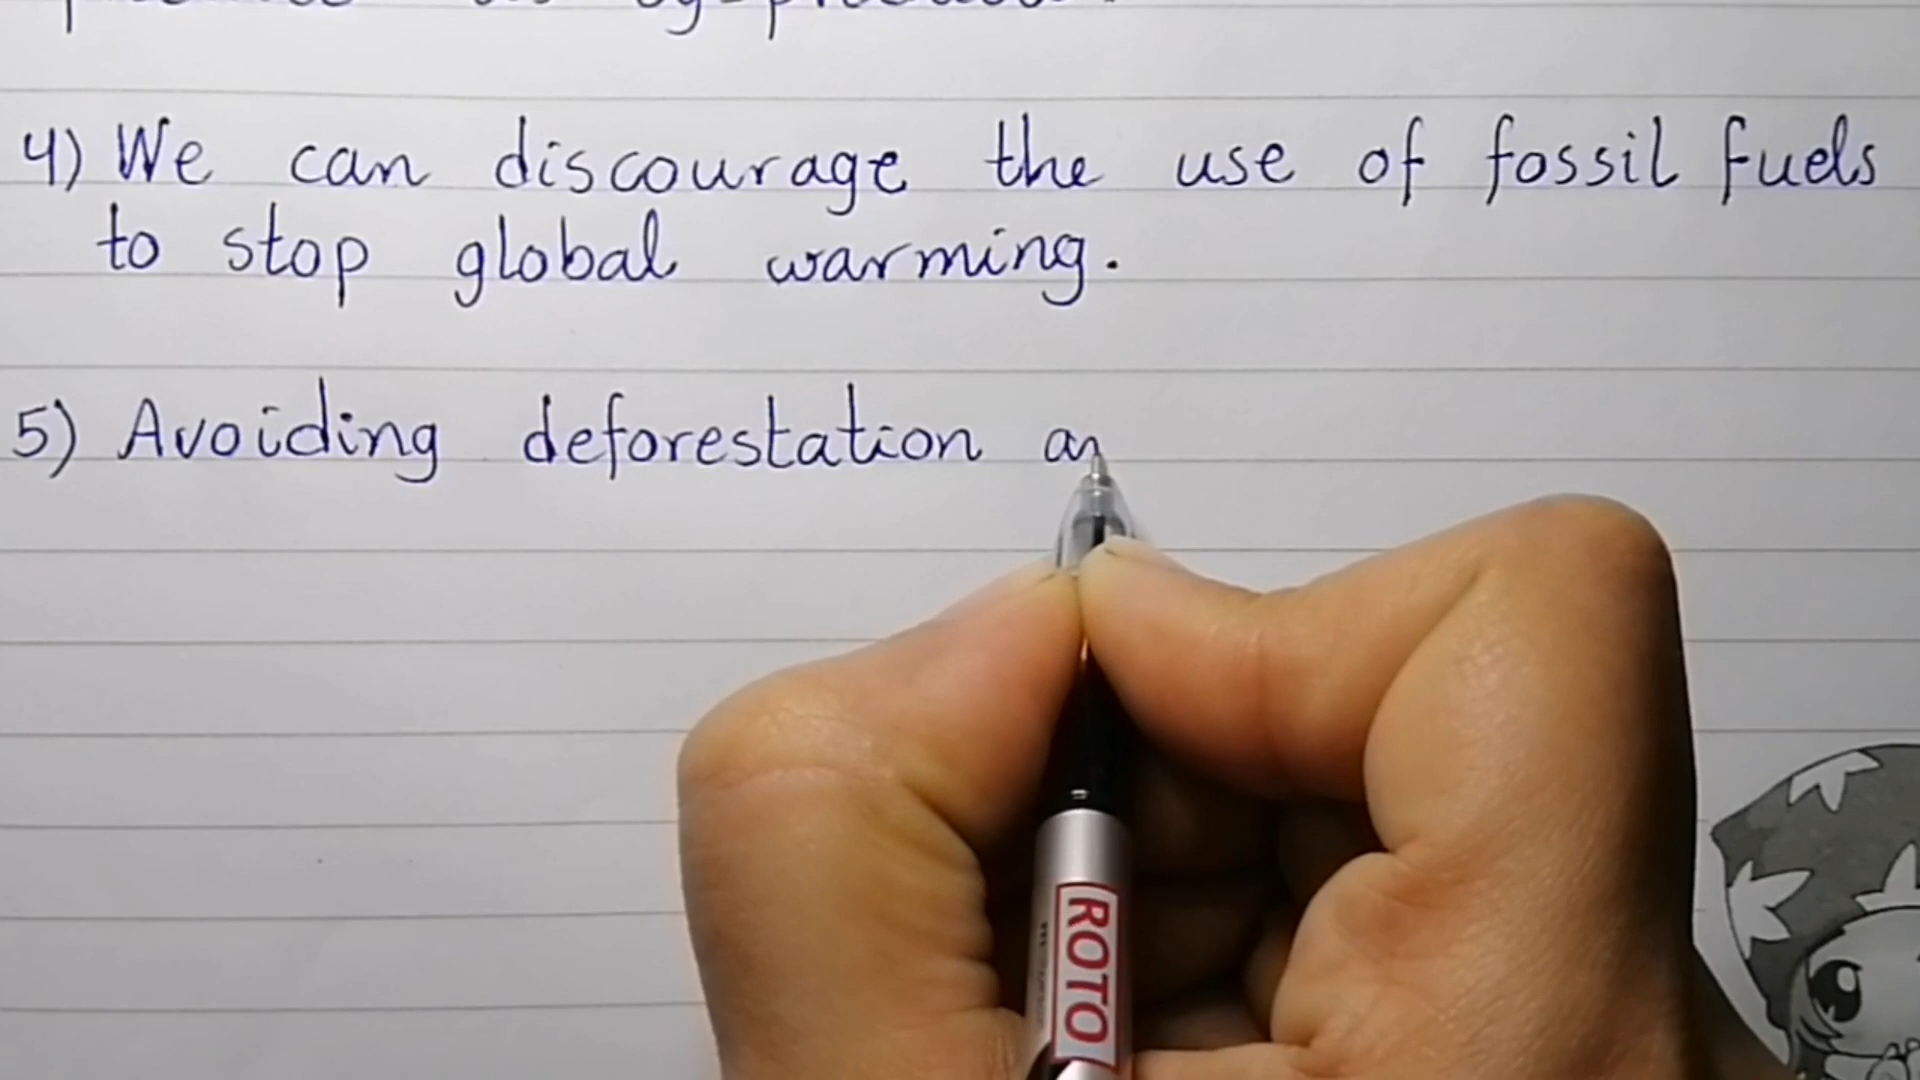 4) We can discourage the use of fossil fuels
to stop global warming.
5) Avoiding deforestation an
ROTO